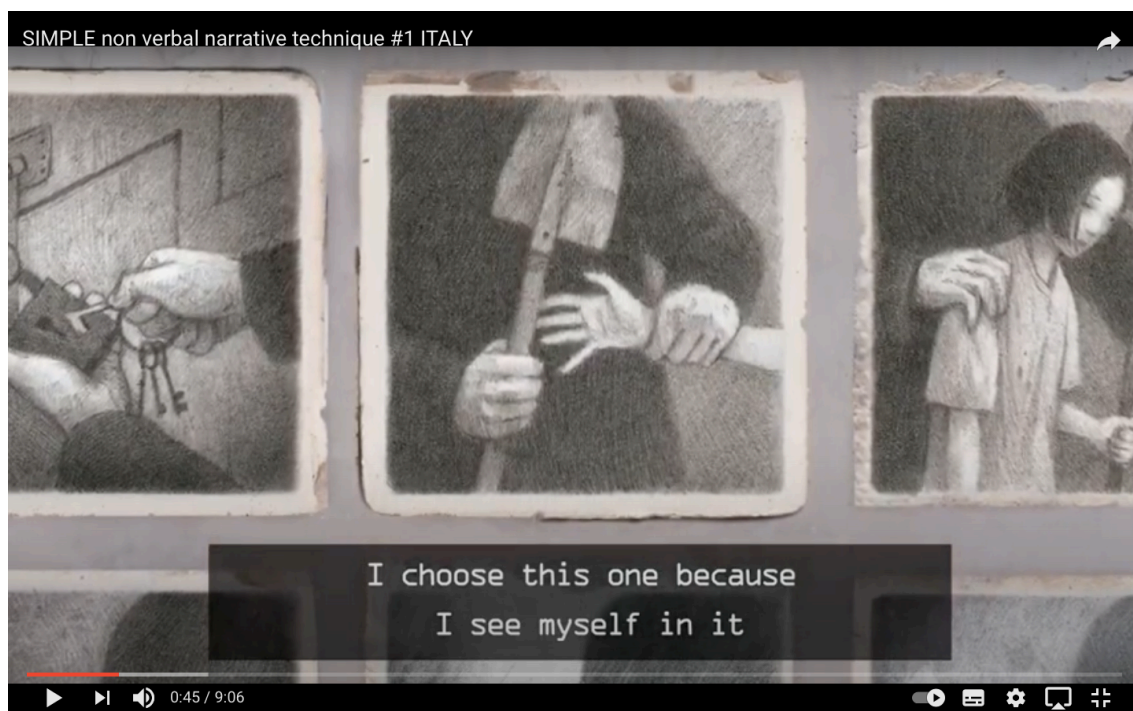 SIMPLE non verbal narrative technique #1 ITALY
I choose this one because
I see myself in it
0:45 / 9:06